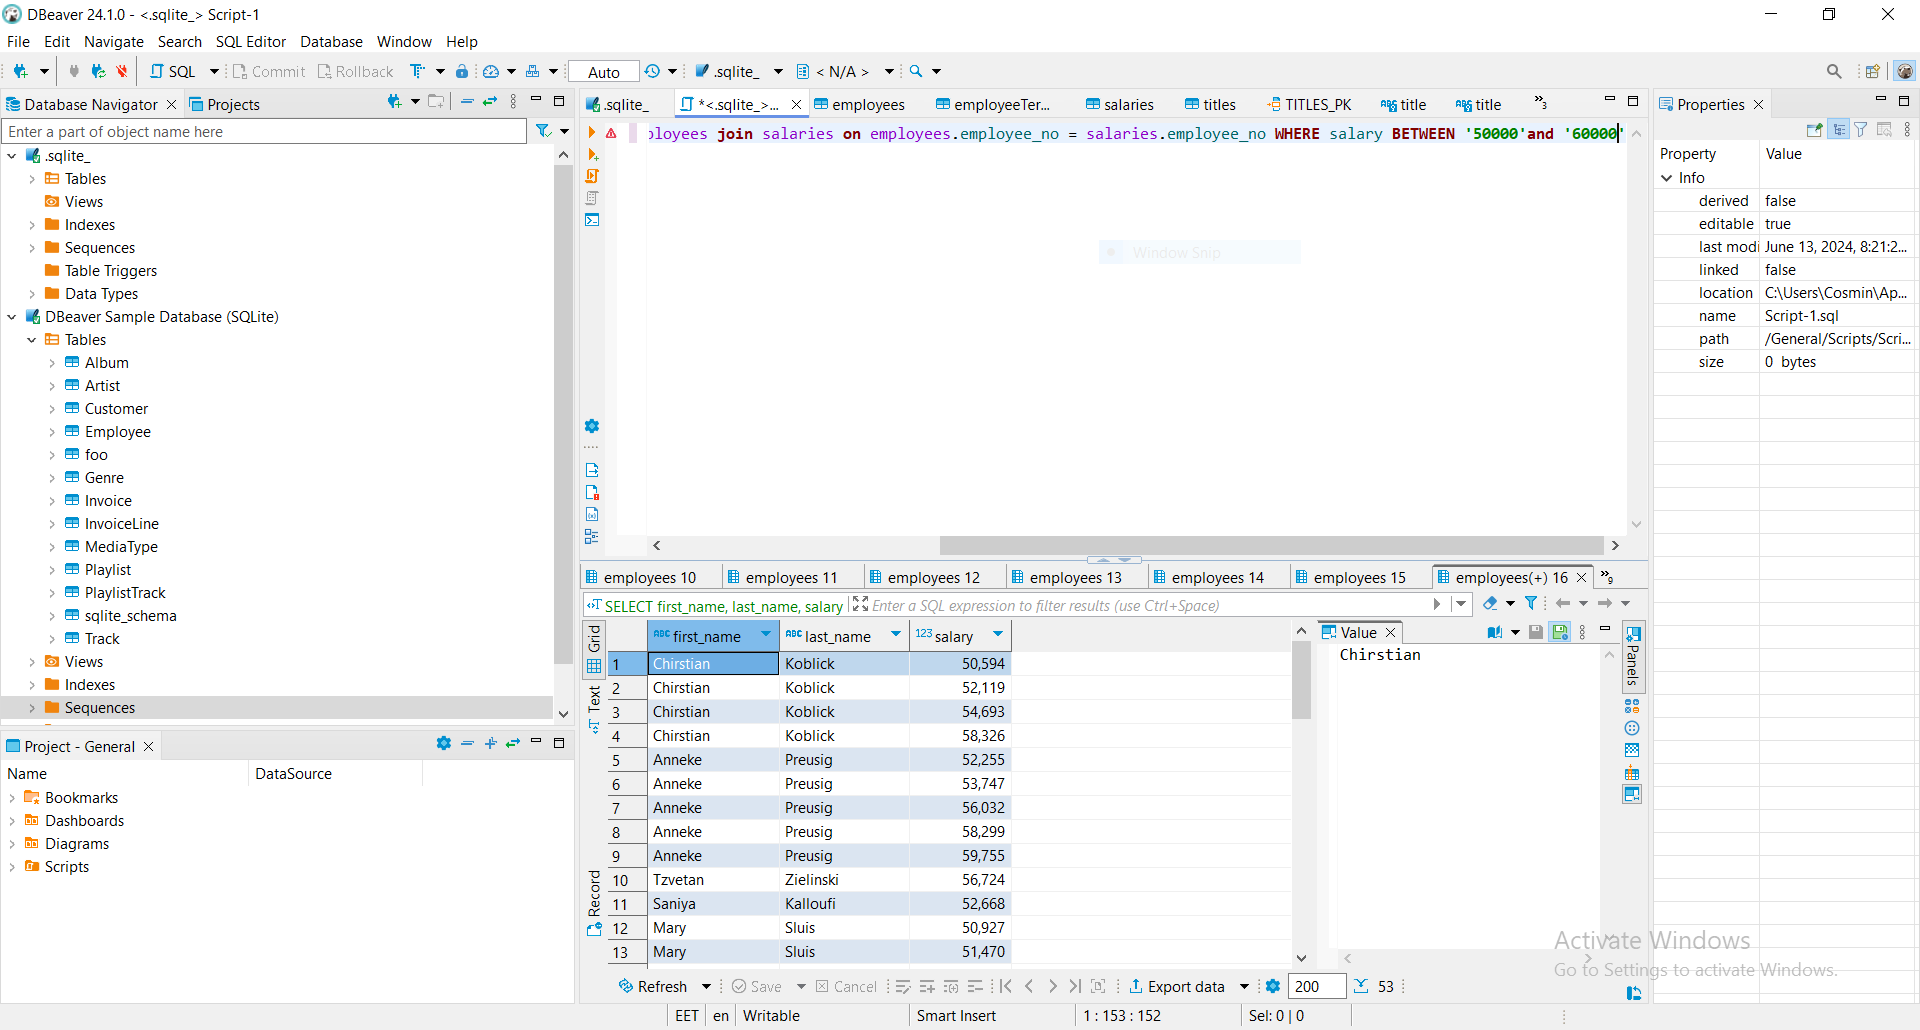 DBeaver 24.1.0 - <.sqlite_> Script-1
File Edit Navigate Search SQL Editor Database Window Help
SQL Commit Rollback Auto .sqlite_ < N/A >
Database Navigator Projects
Enter a part of object name here
.sqlite_
Tables
Views
Indexes
Sequences
Table Triggers
Data Types
DBeaver Sample Database (SQLite)
Tables
Album
Artist
Customer
Employee
foo
Genre
Invoice
InvoiceLine
MediaType
Playlist
PlaylistTrack
sqlite_schema
Track
Views
Indexes
Sequences
Project - General
Name DataSource
Bookmarks
Dashboards
Diagrams
Scripts
.sqlite_ *<.sqlite_>... employees employeeTer... salaries titles TITLES_PK title title »3
ployees join salaries on employees.employee_no = salaries.employee_no WHERE salary BETWEEN '50000'and '60000'
Window Snip
employees 10 employees 11 employees 12 employees 13 employees 14 employees 15 employees(+) 16 »9
SELECT first_name, last_name, salary Enter a SQL expression to filter results (use Ctrl+Space)
Grid
Text
Record
ABC first_name ABC last_name 123 salary
1 Chirstian Koblick 50,594
2 Chirstian Koblick 52,119
3 Chirstian Koblick 54,693
4 Chirstian Koblick 58,326
5 Anneke Preusig 52,255
6 Anneke Preusig 53,747
7 Anneke Preusig 56,032
8 Anneke Preusig 58,299
9 Anneke Preusig 59,755
10 Tzvetan Zielinski 56,724
11 Saniya Kalloufi 52,668
12 Mary Sluis 50,927
13 Mary Sluis 51,470
Value
Chirstian
Panels
Refresh Save Cancel Export data 200 53
EET en Writable Smart Insert 1 : 153 : 152 Sel: 0 | 0
Properties
Property Value
Info
derived false
editable true
last modi June 13, 2024, 8:21:2...
linked false
location C:\Users\Cosmin\Ap...
name Script-1.sql
path /General/Scripts/Scri...
size 0 bytes
Activate Windows
Go to Settings to activate Windows.